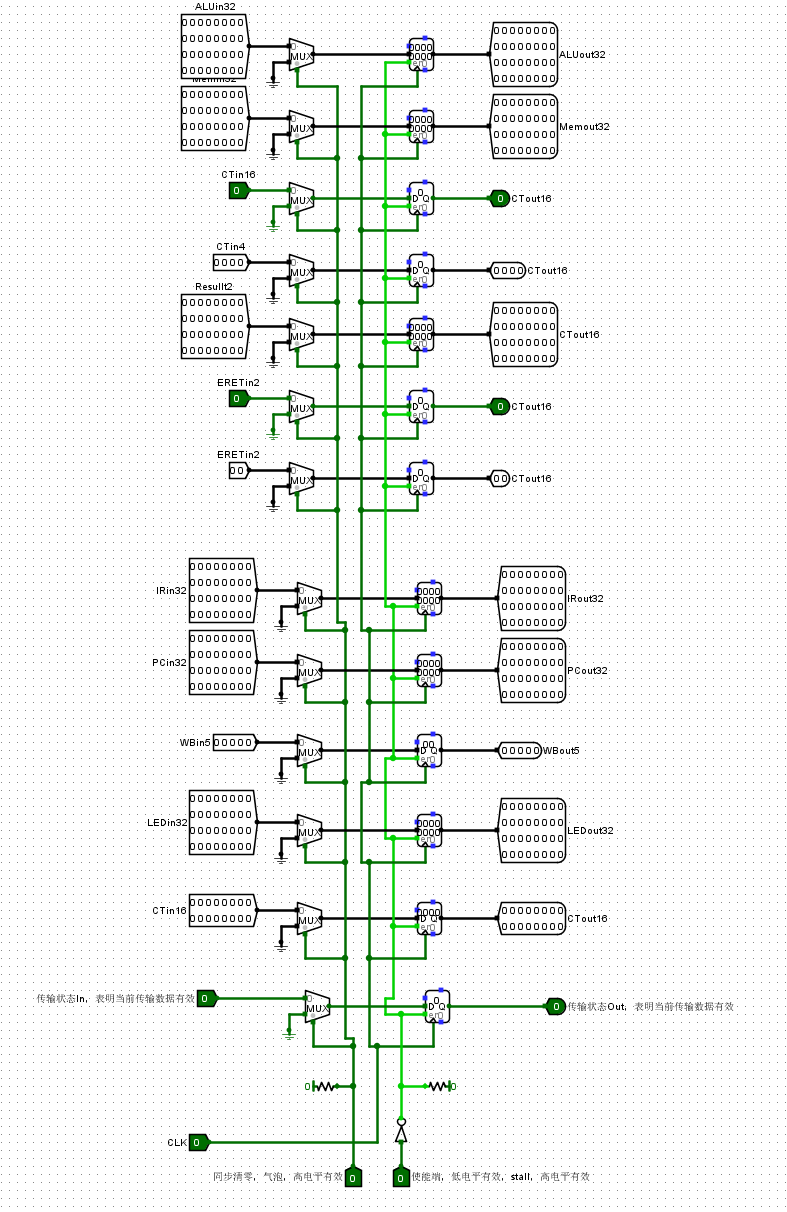 ALUin32
ALUout32
Memin32
Memout32
CTin16
CTout16
CTin4
CTout16
Resullt2
CTout16
ERETin2
CTout16
ERETin2
CTout16
IRin32
IRout32
PCin32
PCout32
WBin5
WBout5
LEDin32
LEDout32
CTin16
CTout16
传输状态In，表明当前传输数据有效
传输状态Out，表明当前传输数据有效
CLK
同步清零，气泡，高电平有效
使能端，低电平有效，stall，高电平有效